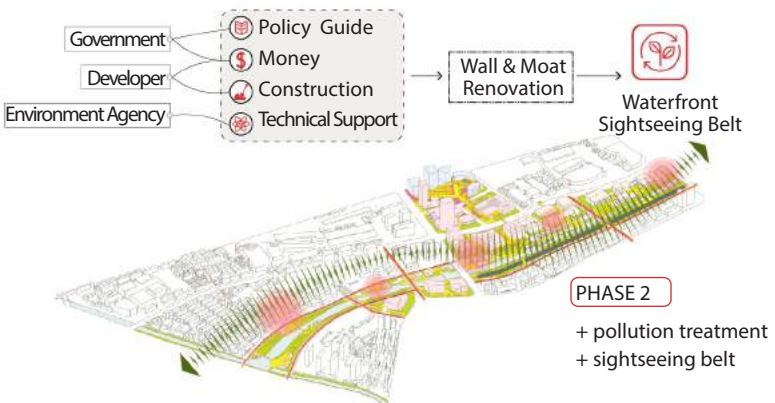 Government
Developer
Environment Agency
Policy Guide
$ Money
Construction
Technical Support
Wall & Moat
Renovation
Waterfront
Sightseeing Belt
PHASE 2
+ pollution treatment
+ sightseeing belt